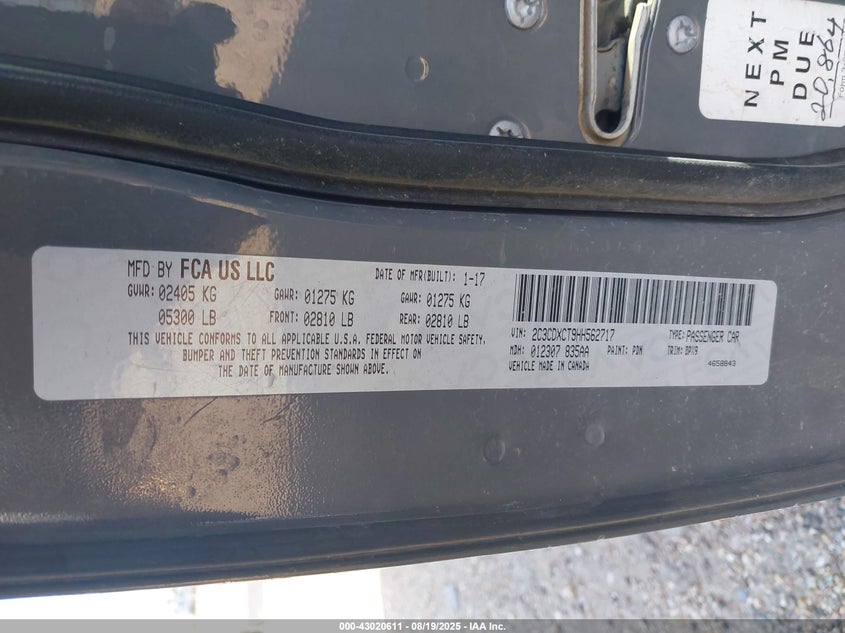 NEXT
PM
DUE
20,864
MFD BY FCA US LLC
DATE OF MFR(BUILT): 1-17
GVWR: 02405 KG GAWR: 01275 KG GAWR: 01275 KG
05300 LB FRONT: 02810 LB REAR: 02810 LB
THIS VEHICLE CONFORMS TO ALL APPLICABLE U.S.A. FEDERAL MOTOR VEHICLE SAFETY,
BUMPER AND THEFT PREVENTION STANDARDS IN EFFECT ON
THE DATE OF MANUFACTURE SHOWN ABOVE.
VIN: 2C3CDXCT9HH562717 TYPE: PASSENGER CAR
MDH: 012307 835AA PAINT: PDN TRIM: BPX9
VEHICLE MADE IN CANADA 4658843
000-43020611 - 08/19/2025 - IAA Inc.